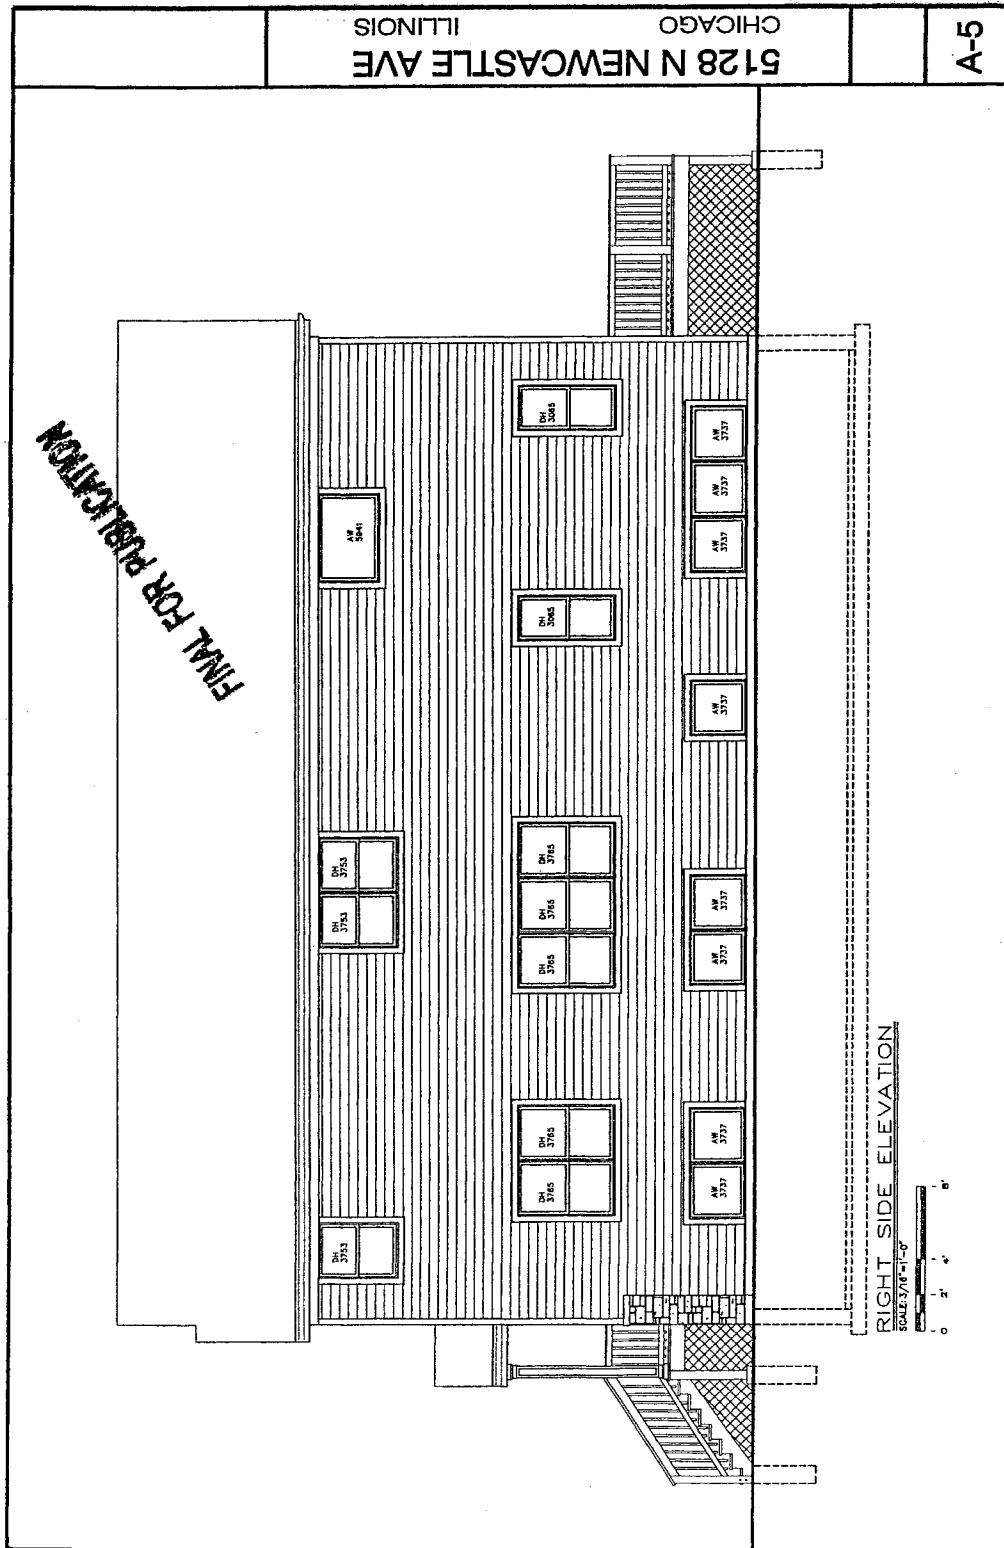 ILLINOIS CHICAGO
5128 N NEWCASTLE AVE
A-5
FINAL FOR PUBLICATION
AW
5941
DH
3753
DH
3753
DH
3753
DH
3065
DH
3065
DH
3765
DH
3765
DH
3765
DH
3765
DH
3765
AW
3737
AW
3737
AW
3737
AW
3737
AW
3737
AW
3737
AW
3737
AW
3737
RIGHT SIDE ELEVATION
SCALE: 3/16"=1'-0"
0 2' 4' 8'